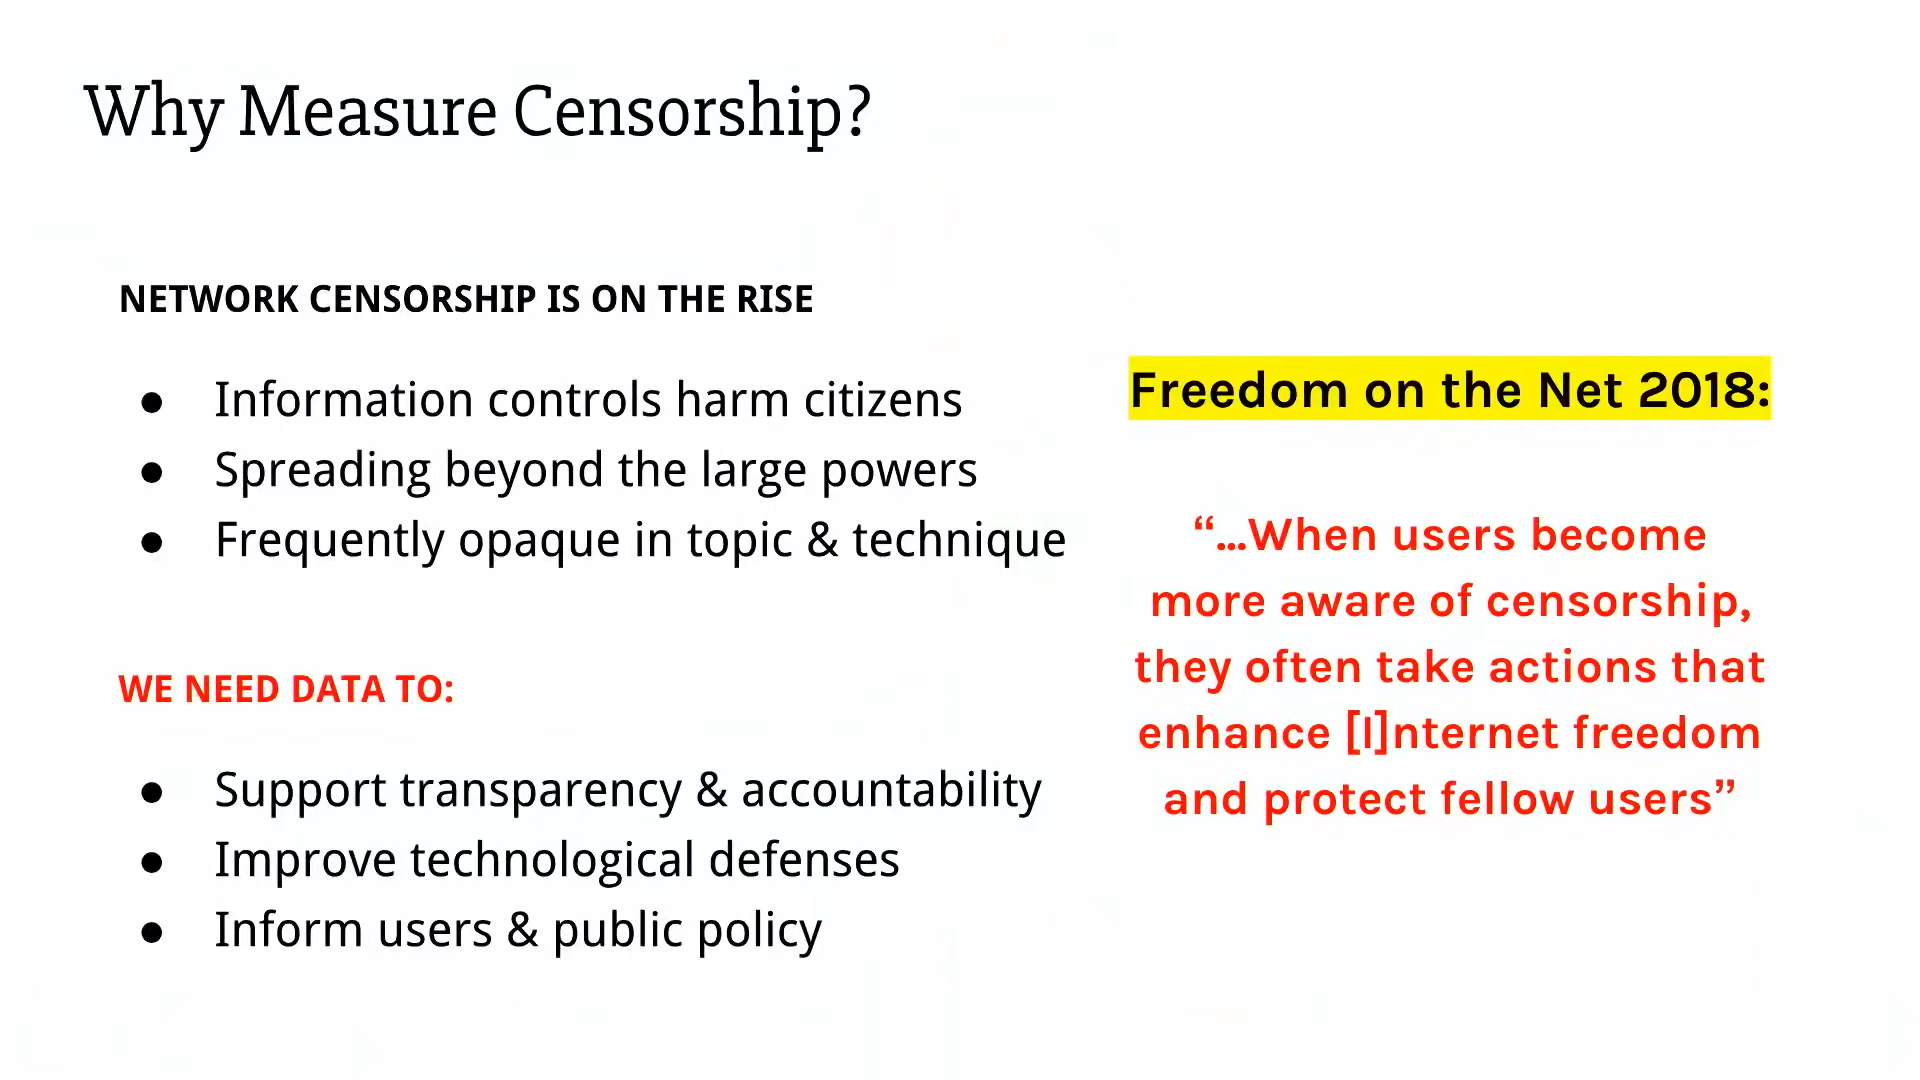 Why Measure Censorship?
NETWORK CENSORSHIP IS ON THE RISE
● Information controls harm citizens
● Spreading beyond the large powers
● Frequently opaque in topic & technique
WE NEED DATA TO:
● Support transparency & accountability
● Improve technological defenses
● Inform users & public policy
Freedom on the Net 2018:
“...When users become
more aware of censorship,
they often take actions that
enhance [I]nternet freedom
and protect fellow users”